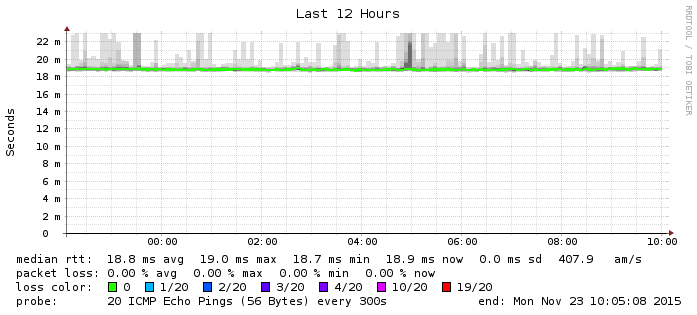 Last 12 Hours
RRDTOOL / TOBI OETIKER
Seconds
22 m
20 m
18 m
16 m
14 m
12 m
10 m
8 m
6 m
4 m
2 m
0
00:00 02:00 04:00 06:00 08:00 10:00
median rtt: 18.8 ms avg 19.0 ms max 18.7 ms min 18.9 ms now 0.0 ms sd 407.9 am/s
packet loss: 0.00 % avg 0.00 % max 0.00 % min 0.00 % now
loss color: 0 1/20 2/20 3/20 4/20 10/20 19/20
probe: 20 ICMP Echo Pings (56 Bytes) every 300s end: Mon Nov 23 10:05:08 2015